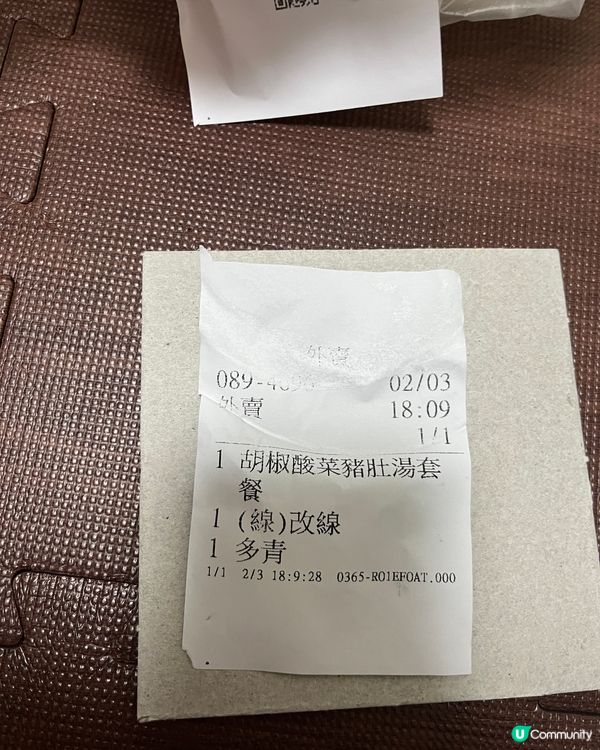 外賣
02/03
外賣 18:09
1/1
1 胡椒酸菜豬肚湯套
餐
1 (線)改線
1 多青
1/1 2/3 18:9:28 0365-RO1EFOAT.000
U Community